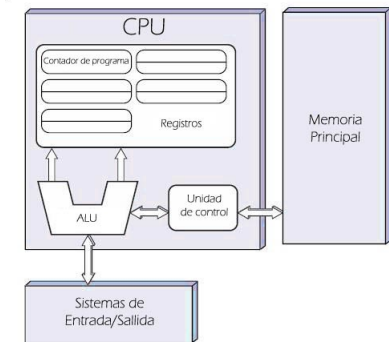 CPU
Contador de programa
Registros
Memoria
Principal
Unidad
de control
ALU
Sistemas de
Entrada/Sallida